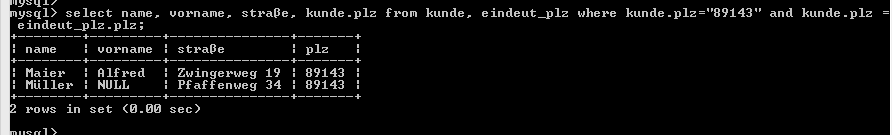 mysql>
mysql> select name, vorname, straße, kunde.plz from kunde, eindeut_plz where kunde.plz="89143" and kunde.plz =
eindeut_plz.plz;
+--------+---------+---------------+-------+
| name | vorname | straße | plz |
+--------+---------+---------------+-------+
| Maier | Alfred | Zwingerweg 19 | 89143 |
| Müller | NULL | Pfaffenweg 34 | 89143 |
+--------+---------+---------------+-------+
2 rows in set (0.00 sec)
mysql>